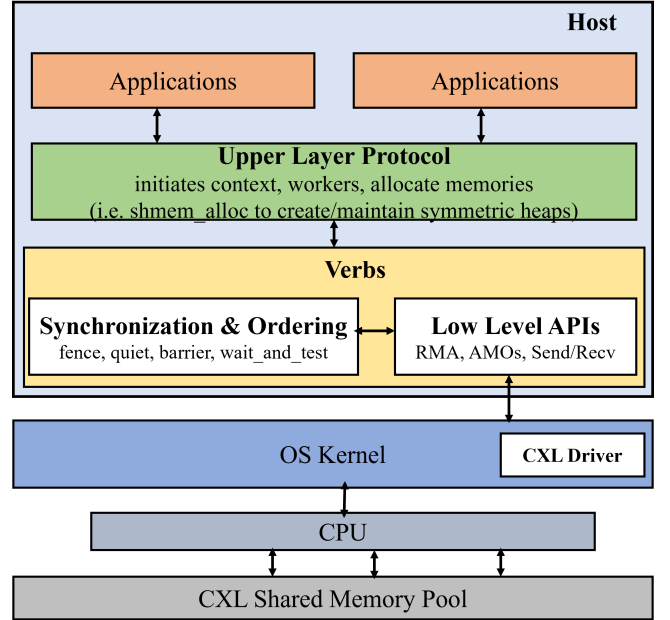 Host
Applications
Applications
Upper Layer Protocol
initiates context, workers, allocate memories
(i.e. shmem_alloc to create/maintain symmetric heaps)
Verbs
Synchronization & Ordering
fence, quiet, barrier, wait_and_test
Low Level APIs
RMA, AMOs, Send/Recv
OS Kernel
CXL Driver
CPU
CXL Shared Memory Pool